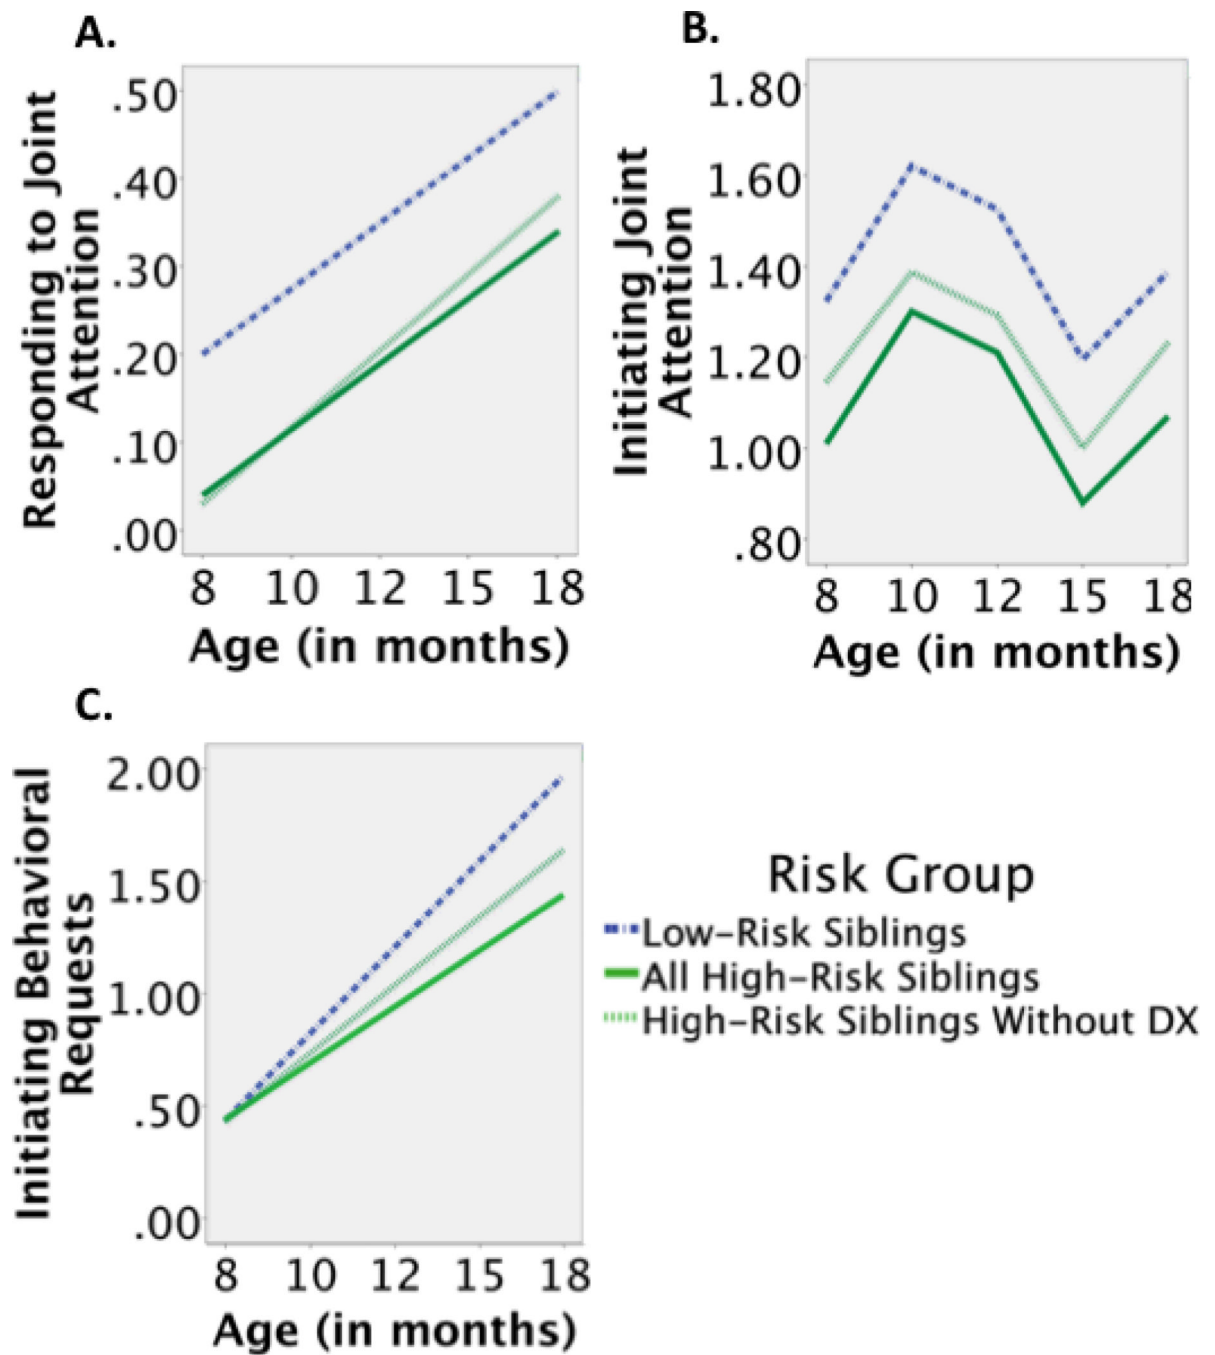 A.
Responding to Joint
Attention
.50
.40
.30
.20
.10
.00
8 10 12 15 18
Age (in months)
B.
Initiating Joint
Attention
1.80
1.60
1.40
1.20
1.00
.80
8 10 12 15 18
Age (in months)
C.
Initiating Behavioral
Requests
2.00
1.50
1.00
.50
.00
8 10 12 15 18
Age (in months)
Risk Group
Low-Risk Siblings
All High-Risk Siblings
High-Risk Siblings Without DX